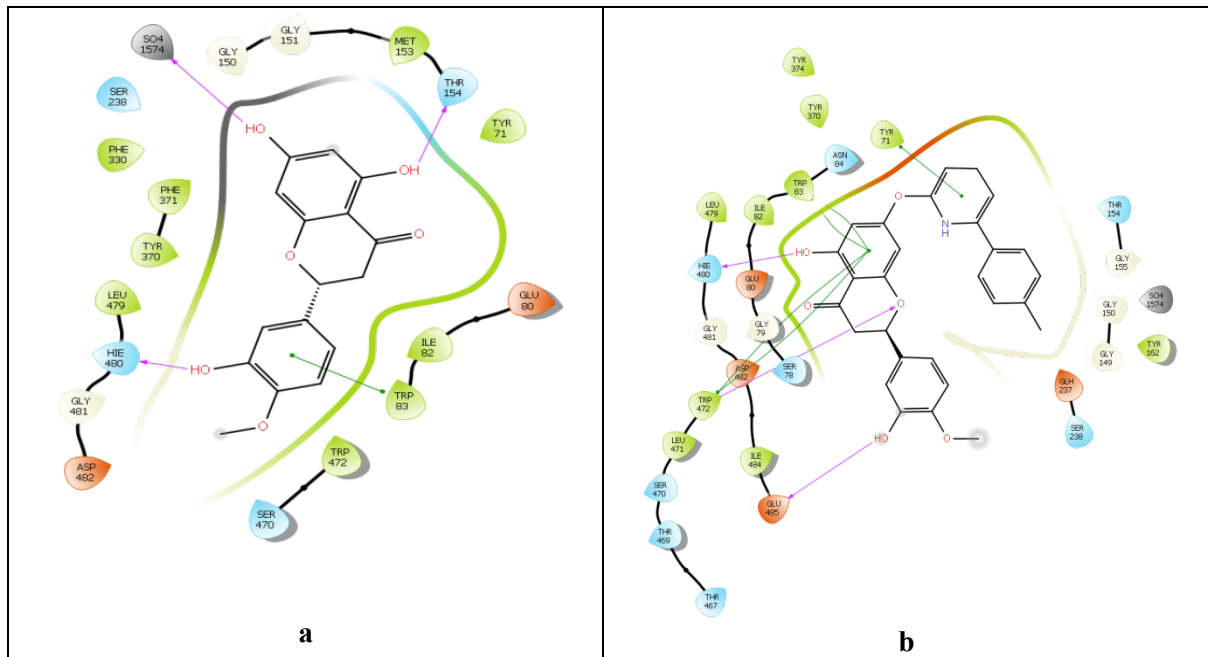 SO4
1574
GLY
150
GLY
151
MET
153
THR
154
SER
238
TYR
71
HO
PHE
330
OH
PHE
371
TYR
370
O
O
LEU
479
GLU
80
HIE
480
HO
ILE
82
GLY
481
TRP
83
O
ASP
482
TRP
472
SER
470
a
TYR
374
TYR
370
TYR
71
ASN
84
TRP
83
LEU
479
ILE
82
O
N
H
THR
154
HO
HIE
480
GLY
155
GLU
80
O
O
SO4
1574
GLY
150
GLY
481
GLY
79
TYR
162
GLY
149
ASP
482
SER
78
GLH
237
TRP
472
SER
238
HO
O
LEU
471
ILE
484
SER
470
GLU
485
THR
469
THR
467
b